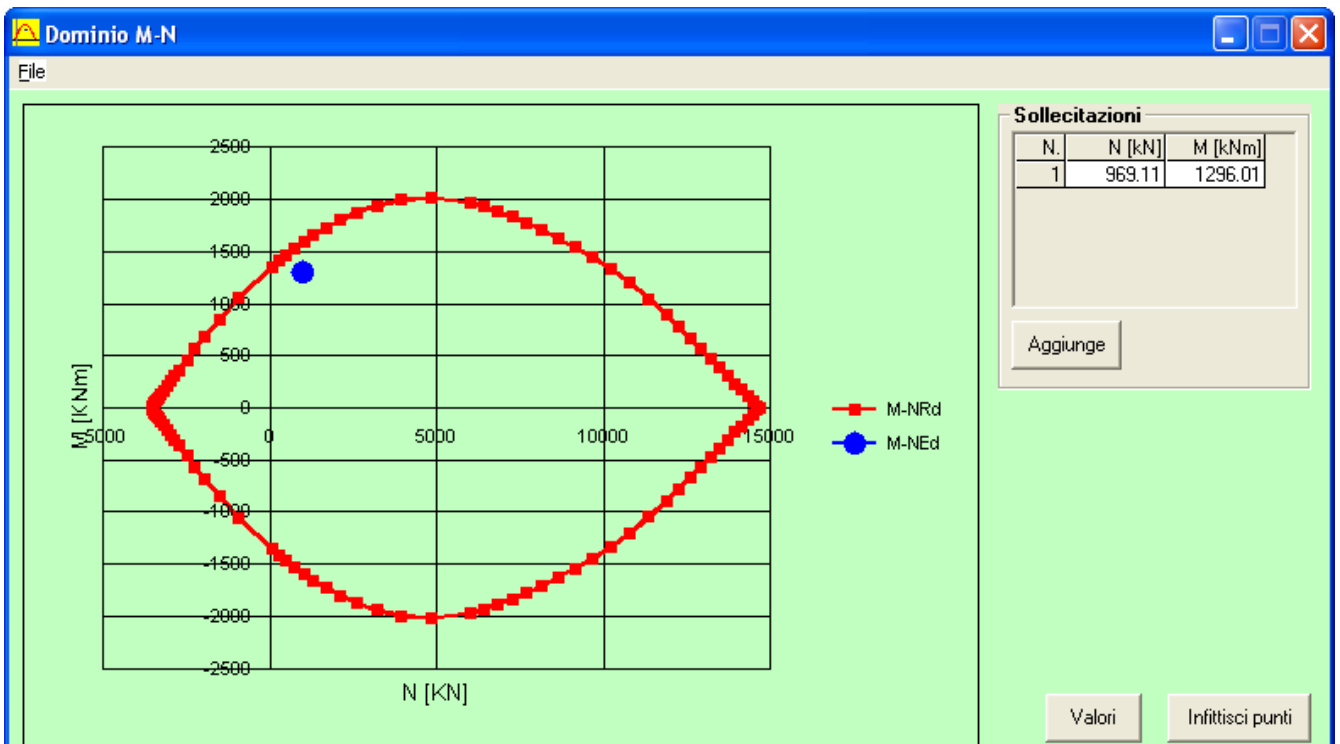 Dominio M-N
File
2500
2000
1500
1000
500
0
-500
-1000
-1500
-2000
-2500
M [KNm]
-5000 0 5000 10000 15000
N [KN]
M-NRd
M-NEd
Sollecitazioni
N. N [kN] M [kNm]
1 969.11 1296.01
Aggiunge
Valori Infittisci punti